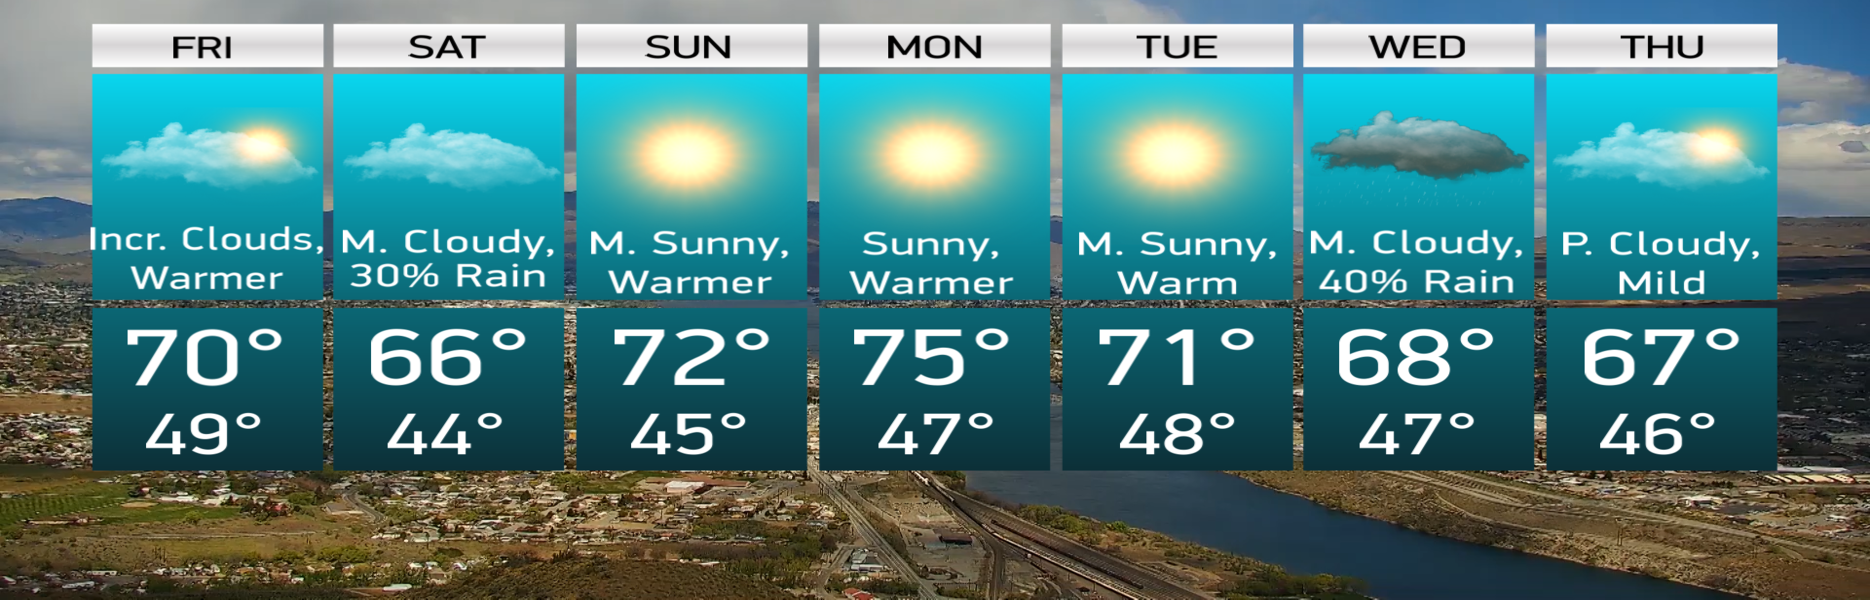 FRI
Incr. Clouds,
Warmer
70°
49°
SAT
M. Cloudy,
30% Rain
66°
44°
SUN
M. Sunny,
Warmer
72°
45°
MON
Sunny,
Warmer
75°
47°
TUE
M. Sunny,
Warm
71°
48°
WED
M. Cloudy,
40% Rain
68°
47°
THU
P. Cloudy,
Mild
67°
46°